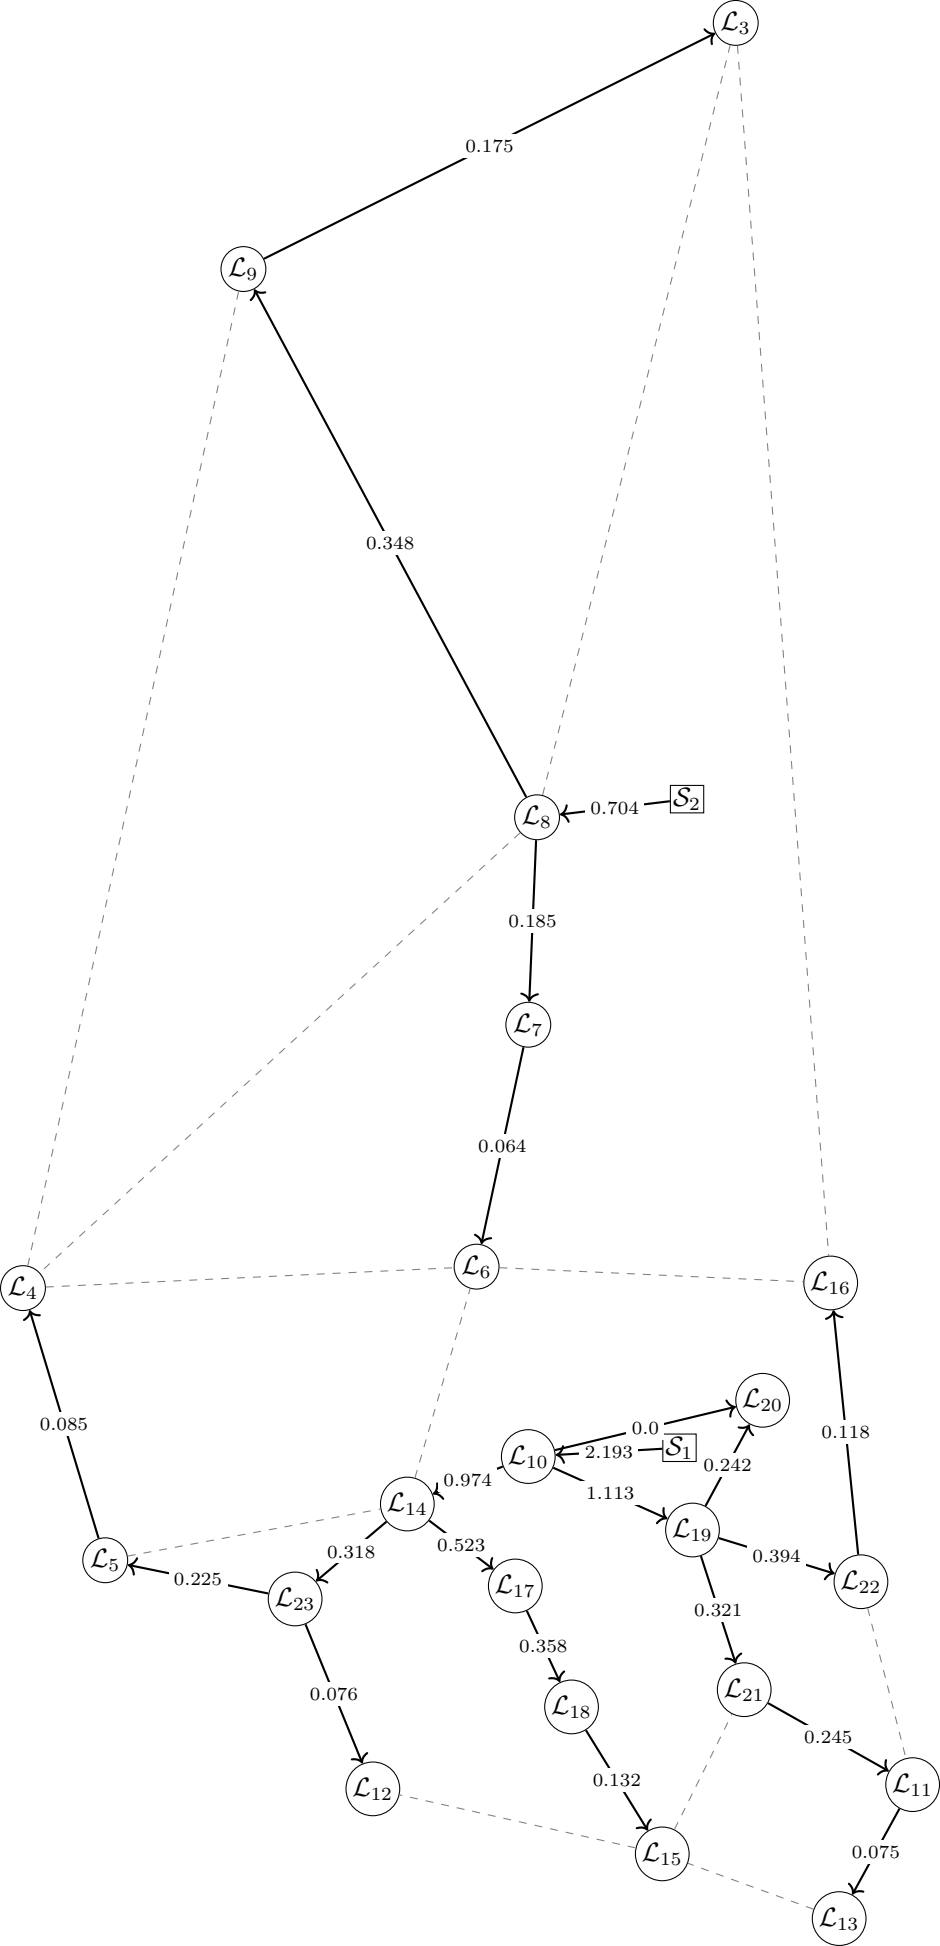 ℒ₃
0.175
ℒ₉
0.348
𝒮₂
0.704
ℒ₈
0.185
ℒ₇
0.064
ℒ₆
ℒ₄
ℒ₁₆
ℒ₂₀
0.085
0.0
0.118
𝒮₁
2.193
ℒ₁₀
0.242
0.974
1.113
ℒ₁₄
ℒ₁₉
0.318
0.523
0.394
ℒ₅
0.225
ℒ₂₃
ℒ₁₇
ℒ₂₂
0.321
0.358
0.076
ℒ₂₁
ℒ₁₈
0.245
0.132
ℒ₁₂
ℒ₁₁
ℒ₁₅
0.075
ℒ₁₃